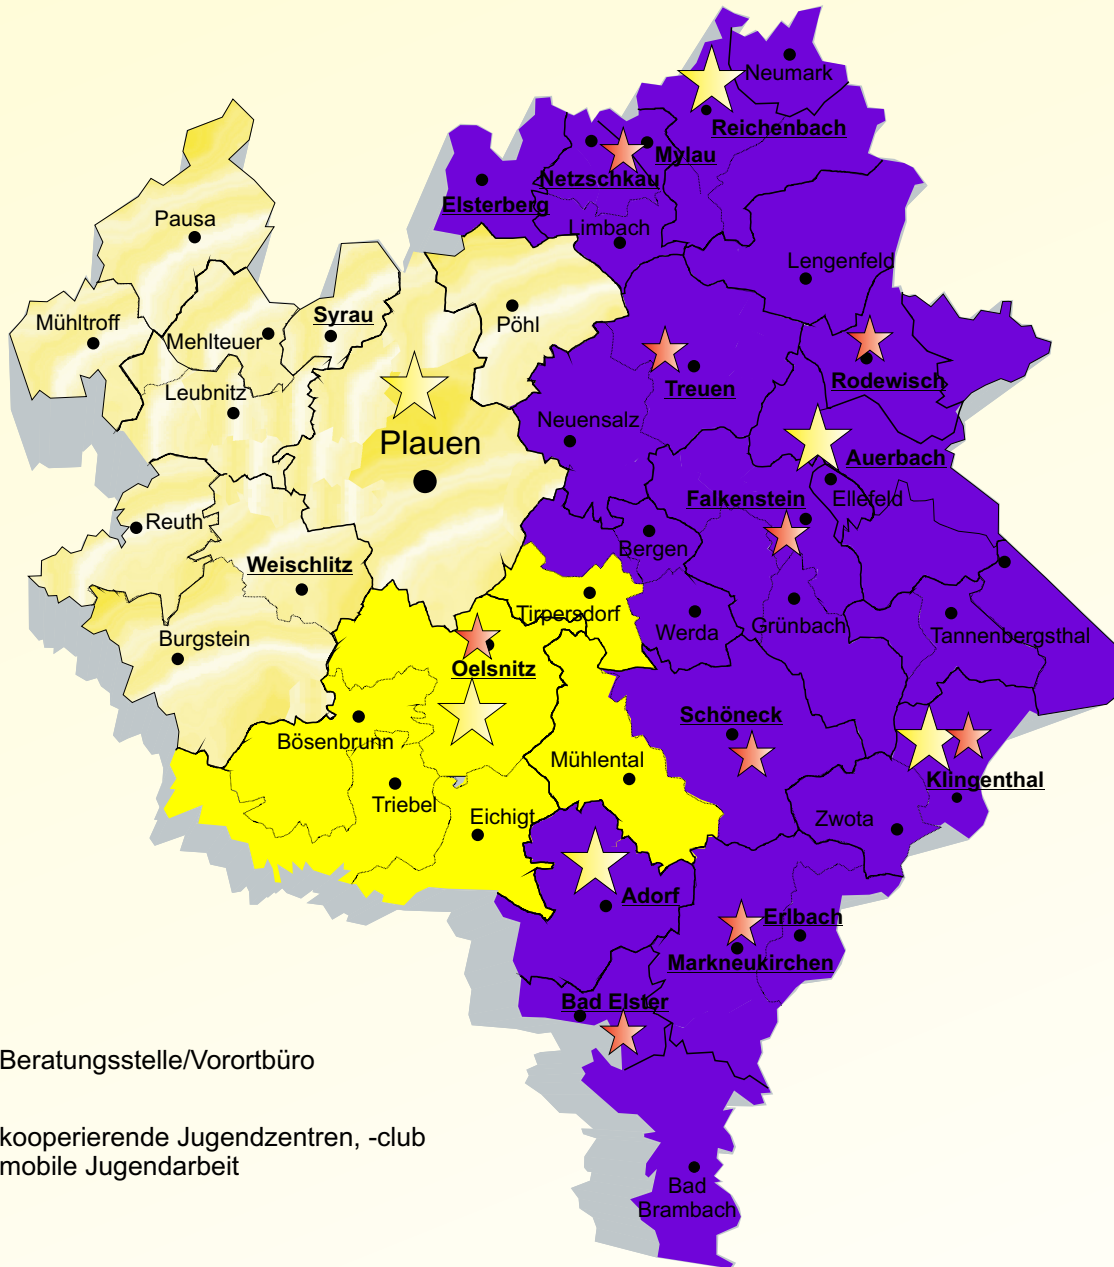 Neumark
Reichenbach
Mylau
Netzschkau
Elsterberg
Pausa
Limbach
Lengenfeld
Syrau
Mühltroff
Pöhl
Mehlteuer
Rodewisch
Treuen
Leubnitz
Neuensalz
Plauen
Auerbach
Falkenstein
Ellefeld
Reuth
Bergen
Weischlitz
Tirpersdorf
Werda
Grünbach
Tannenbergsthal
Burgstein
Oelsnitz
Schöneck
Bösenbrunn
Mühlental
Klingenthal
Triebel
Eichigt
Zwota
Adorf
Erlbach
Markneukirchen
Bad Elster
Beratungsstelle/Vorortbüro
kooperierende Jugendzentren, -club
mobile Jugendarbeit
Bad
Brambach